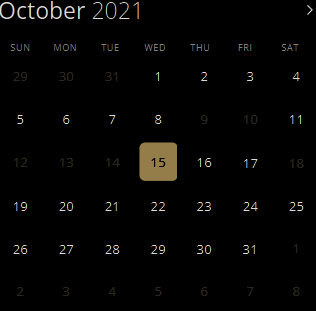 October 2021
SUN MON TUE WED THU FRI SAT
29 30 31 1 2 3 4
5 6 7 8 9 10 11
12 13 14 15 16 17 18
19 20 21 22 23 24 25
26 27 28 29 30 31 1
2 3 4 5 6 7 8